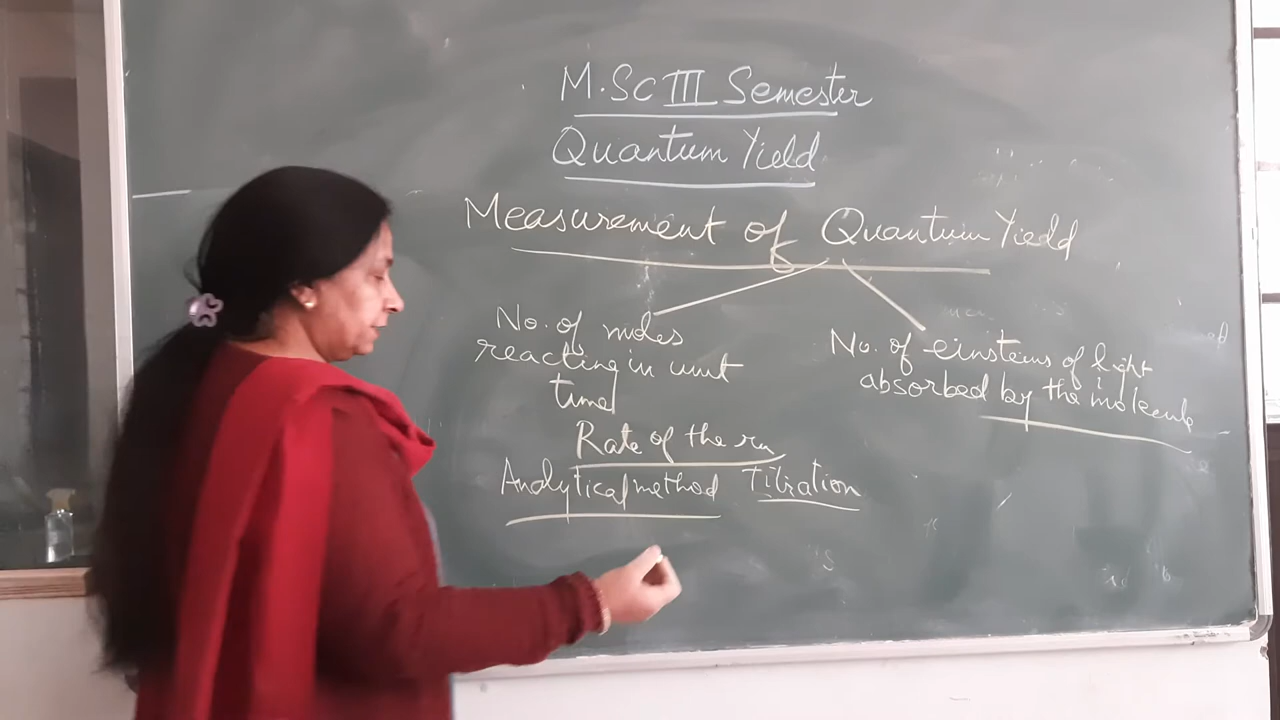 M.Sc III Semester
Quantum Yield
Measurement of Quantum Yield
No. of moles
reacting in unit
time
No. of einsteins of light
absorbed by the molecule
Rate of the rxn
Analytical method Titration